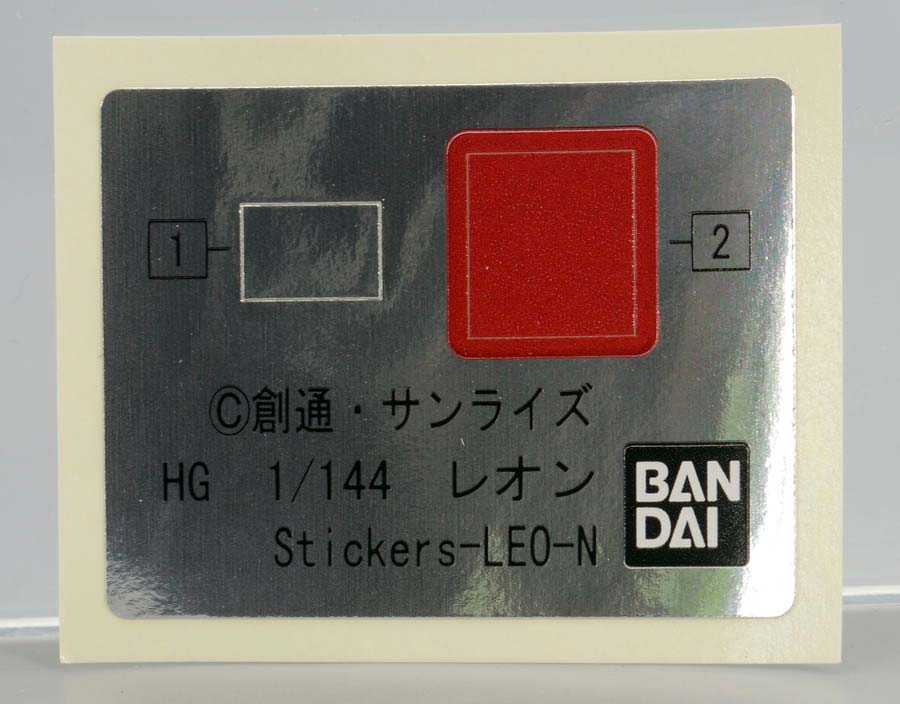 1
2
©創通・サンライズ
HG 1/144 レオン
Stickers-LEO-N
BAN
DAI